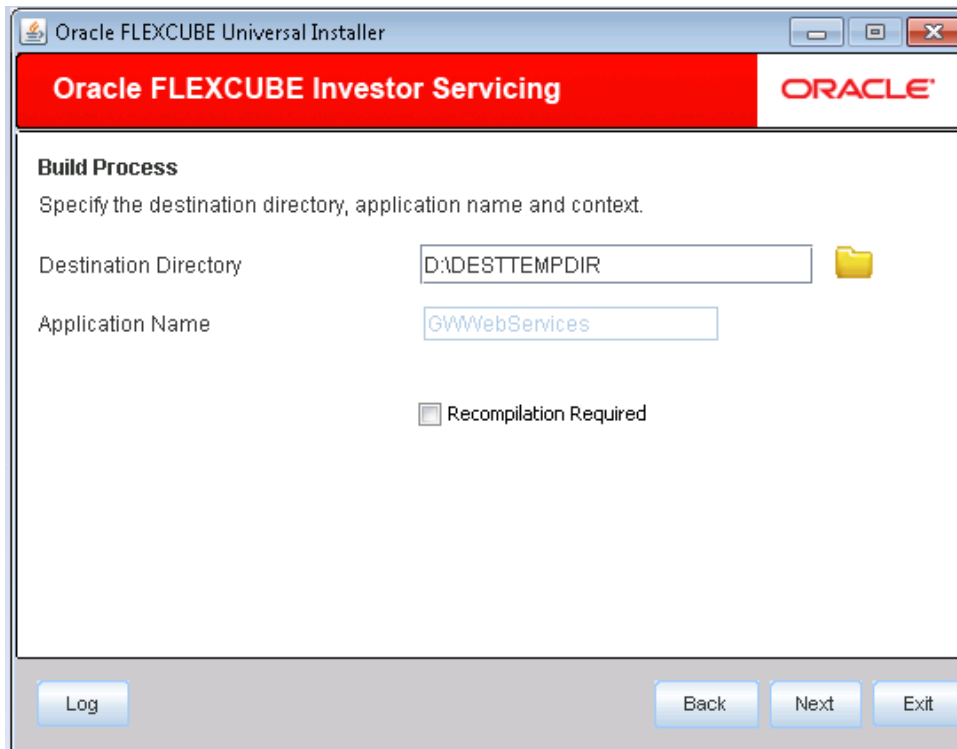 Oracle FLEXCUBE Universal Installer
Oracle FLEXCUBE Investor Servicing
ORACLE®
Build Process
Specify the destination directory, application name and context.
Destination Directory D:\DESTTEMPDIR
Application Name GWWebServices
Recompilation Required
Log Back Next Exit